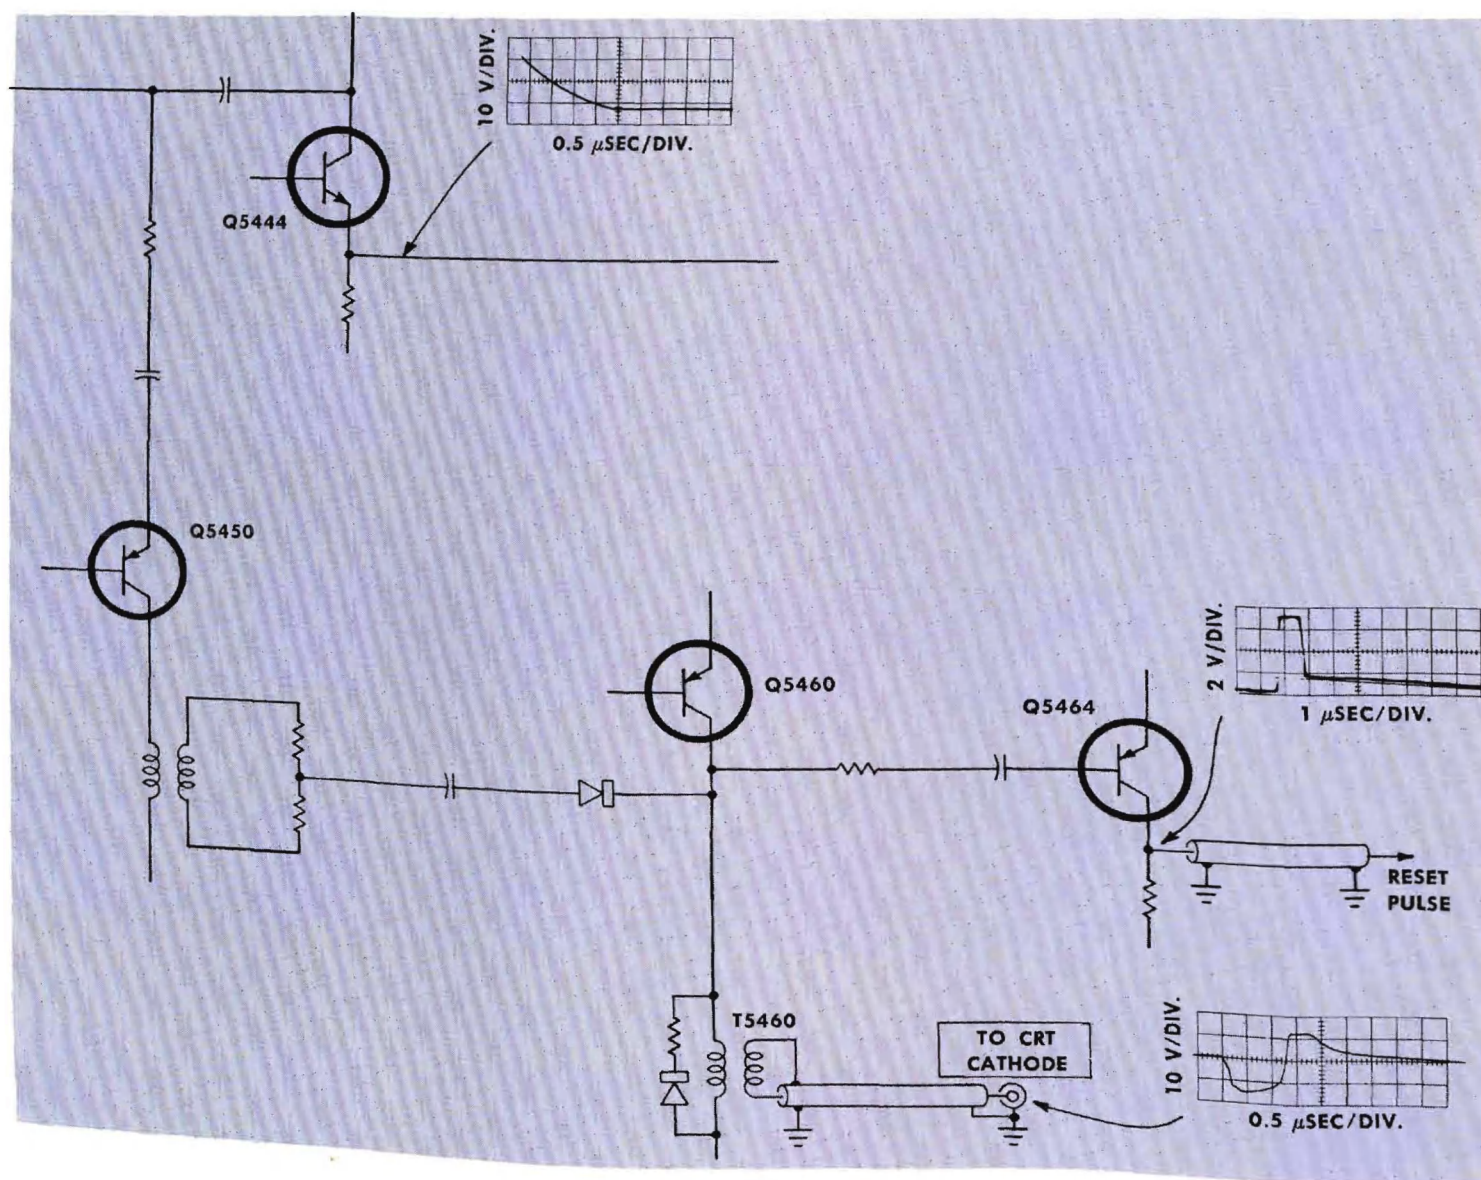 10 V/DIV.
0.5 μSEC/DIV.
Q5444
Q5450
Q5460
Q5464
2 V/DIV.
1 μSEC/DIV.
RESET
PULSE
T5460
TO CRT
CATHODE
10 V/DIV.
0.5 μSEC/DIV.